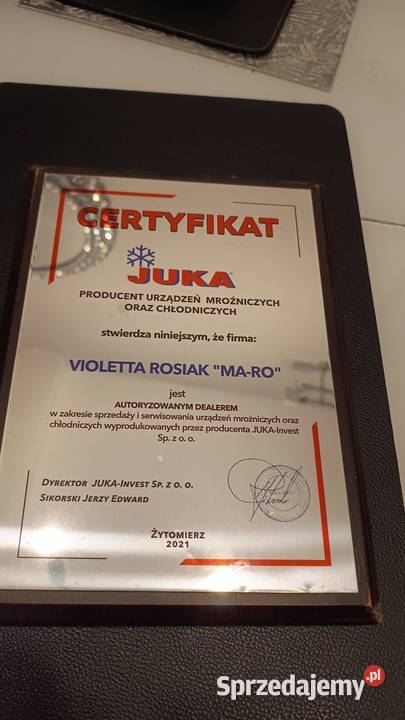 CERTYFIKAT
JUKA
PRODUCENT URZĄDZEŃ MROŹNICZYCH
ORAZ CHŁODNICZYCH
stwierdza niniejszym, że firma:
VIOLETTA ROSIAK "MA-RO"
jest
AUTORYZOWANYM DEALEREM
w zakresie sprzedaży i serwisowania urządzeń mroźniczych oraz
chłodniczych wyprodukowanych przez producenta JUKA-Invest
Sp. z o. o.
DYREKTOR JUKA-INVEST SP. Z O. O.
SIKORSKI JERZY EDWARD
ŻYTOMIERZ
2021
Sprzedajemy.pl